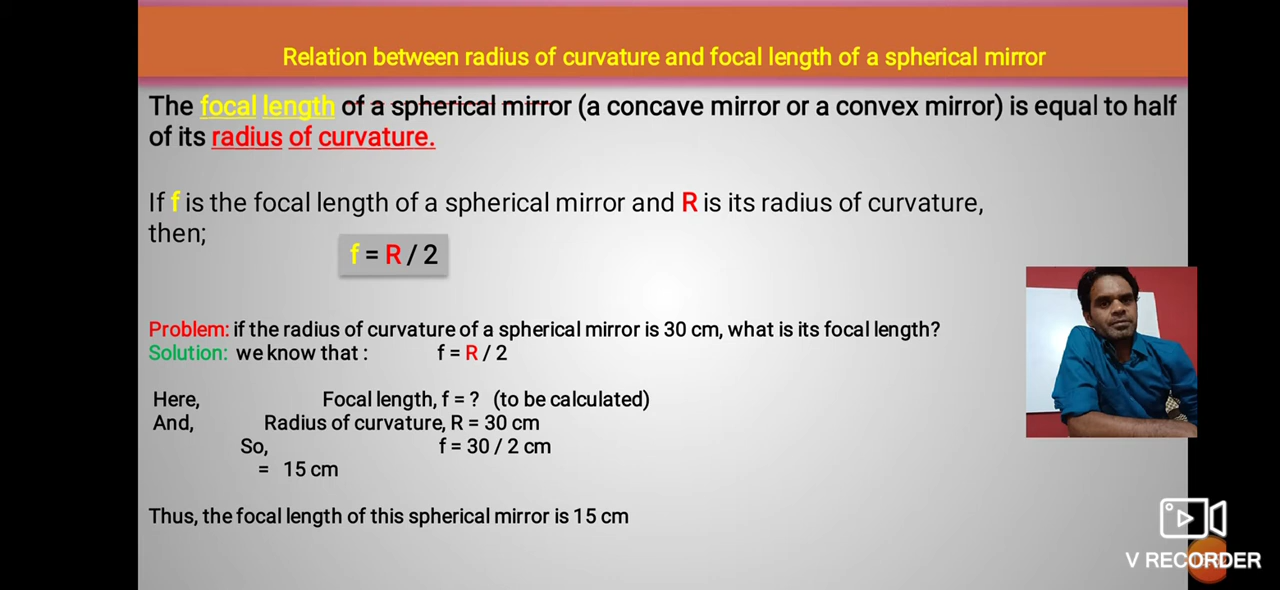 Relation between radius of curvature and focal length of a spherical mirror
The focal length of a spherical mirror (a concave mirror or a convex mirror) is equal to half
of its radius of curvature.
If f is the focal length of a spherical mirror and R is its radius of curvature,
then;
f = R / 2
Problem: if the radius of curvature of a spherical mirror is 30 cm, what is its focal length?
Solution: we know that : f = R / 2
Here, Focal length, f = ? (to be calculated)
And, Radius of curvature, R = 30 cm
So, f = 30 / 2 cm
= 15 cm
Thus, the focal length of this spherical mirror is 15 cm
V RECORDER